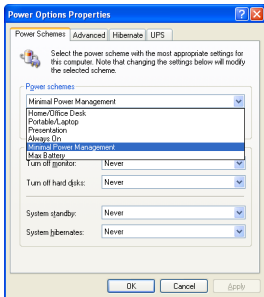 Power Options Properties
Power Schemes Advanced Hibernate UPS
Select the power scheme with the most appropriate settings for
this computer. Note that changing the settings below will modify
the selected scheme.
Power schemes
Minimal Power Management
Home/Office Desk
Portable/Laptop
Presentation
Always On
Minimal Power Management
Max Battery
Turn off monitor: Never
Turn off hard disks: Never
System standby: Never
System hibernates: Never
OK Cancel Apply